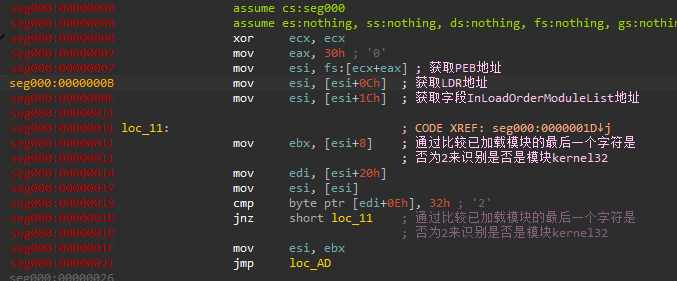 seg000:00000000 assume cs:seg000
seg000:00000000 assume es:nothing, ss:nothing, ds:nothing, fs:nothing, gs:nothing
seg000:00000000 xor ecx, ecx
seg000:00000002 mov eax, 30h ; '0'
seg000:00000007 mov esi, fs:[ecx+eax] ; 获取PEB地址
seg000:0000000B mov esi, [esi+0Ch] ; 获取LDR地址
seg000:0000000E mov esi, [esi+1Ch] ; 获取字段InLoadOrderModuleList地址
seg000:00000011
seg000:00000011 loc_11: ; CODE XREF: seg000:0000001D↓j
seg000:00000011 mov ebx, [esi+8] ; 通过比较已加载模块的最后一个字符是
seg000:00000011 ; 否为2来识别是否是模块kernel32
seg000:00000014 mov edi, [esi+20h]
seg000:00000017 mov esi, [esi]
seg000:00000019 cmp byte ptr [edi+0Eh], 32h ; '2'
seg000:0000001D jnz short loc_11 ; 通过比较已加载模块的最后一个字符是
seg000:0000001D ; 否为2来识别是否是模块kernel32
seg000:0000001F mov esi, ebx
seg000:00000021 jmp loc_AD
seg000:00000026